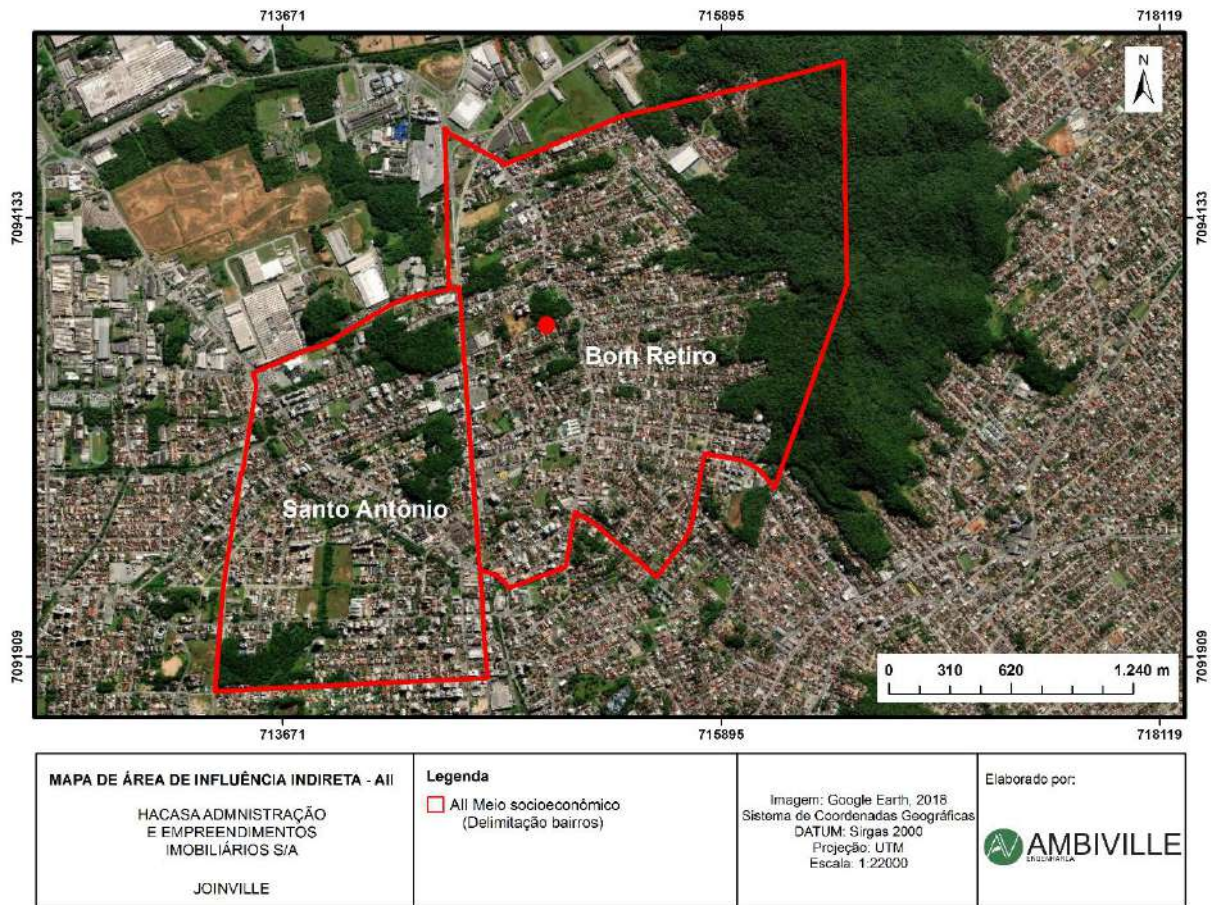 713671 715895 718119
N
7094133 7094133
Bom Retiro
Santo Antônio
7091909 7091909
0 310 620 1.240 m
713671 715895 718119
MAPA DE ÁREA DE INFLUÊNCIA INDIRETA - AII
HACASA ADMNISTRAÇÃO
E EMPREENDIMENTOS
IMOBILIÁRIOS S/A
JOINVILLE
Legenda
AII Meio socioeconômico
(Delimitação bairros)
Imagem: Google Earth, 2018
Sistema de Coordenadas Geográficas
DATUM: Sirgas 2000
Projeção: UTM
Escala: 1:22000
Elaborado por:
AMBIVILLE
ENGENHARIA